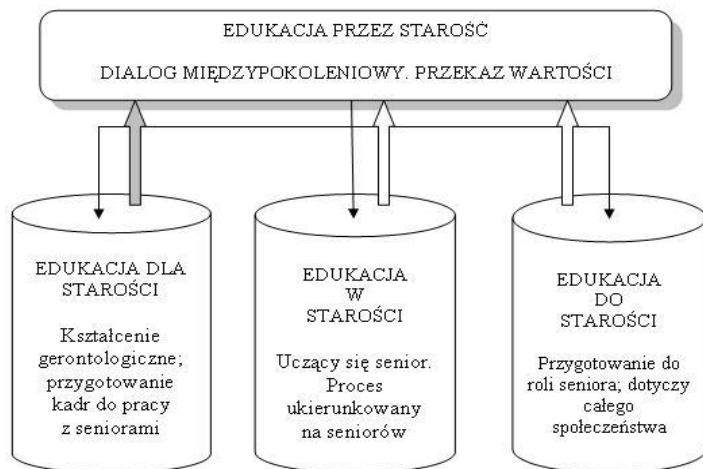 EDUKACJA PRZEZ STAROŚĆ
DIALOG MIĘDZYPOKOLENIOWY. PRZEKAZ WARTOŚCI
EDUKACJA DLA
STAROŚCI
Kształcenie
gerontologiczne;
przygotowanie
kadr do pracy
z seniorami
EDUKACJA
W
STAROŚCI
Uczący się senior.
Proces
ukierunkowany
na seniorów
EDUKACJA
DO
STAROŚCI
Przygotowanie do
roli seniora; dotyczy
całego
społeczeństwa